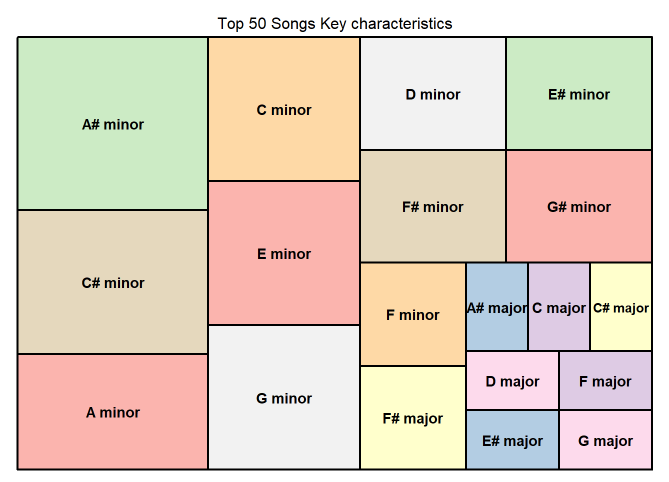 Top 50 Songs Key characteristics
A# minor
C minor
D minor
E# minor
F# minor
G# minor
C# minor
E minor
F minor
A# major
C major
C# major
D major
F major
A minor
G minor
F# major
E# major
G major